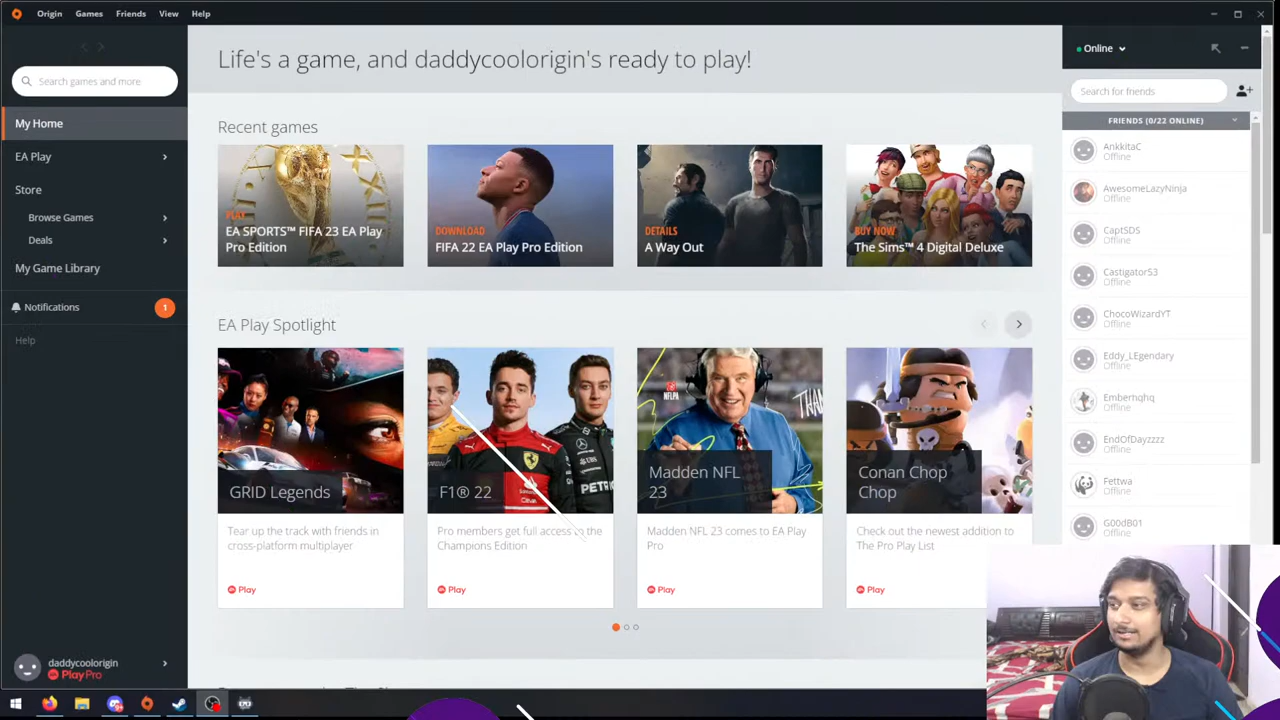 Origin Games Friends View Help
Search games and more
My Home
EA Play
Store
Browse Games
Deals
My Game Library
Notifications 1
Help
daddycoolorigin
Play Pro
Life's a game, and daddycoolorigin's ready to play!
Recent games
PLAY
EA SPORTS™ FIFA 23 EA Play
Pro Edition
DOWNLOAD
FIFA 22 EA Play Pro Edition
DETAILS
A Way Out
BUY NOW
The Sims™ 4 Digital Deluxe
EA Play Spotlight
GRID Legends
Tear up the track with friends in
cross-platform multiplayer
Play
F1® 22
PETR
Pro members get full access to the
Champions Edition
Play
NFLPA
THAN
Madden NFL
23
Madden NFL 23 comes to EA Play
Pro
Play
Conan Chop
Chop
Check out the newest addition to
The Pro Play List
Play
Online
Search for friends
FRIENDS (0/22 ONLINE)
AnkkitaC
Offline
AwesomeLazyNinja
Offline
CaptSDS
Offline
Castigator53
Offline
ChocoWizardYT
Offline
Eddy_LEgendary
Offline
Embernqhq
Offline
EndOfDayzzzz
Offline
Fettwa
Offline
G00dB01
Offline